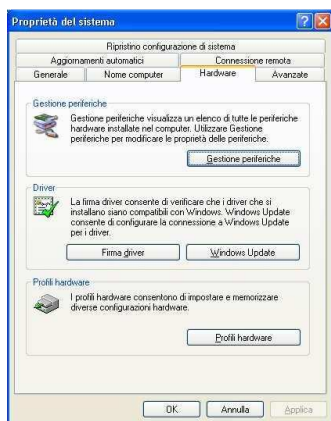 Proprietà del sistema
Ripristino configurazione di sistema
Aggiornamenti automatici Connessione remota
Generale Nome computer Hardware Avanzate
Gestione periferiche
Gestione periferiche visualizza un elenco di tutte le periferiche
hardware installate nel computer. Utilizzare Gestione
periferiche per modificare le proprietà delle periferiche.
Gestione periferiche
Driver
La firma driver consente di verificare che i driver che si
installano siano compatibili con Windows. Windows Update
consente di configurare la connessione a Windows Update
per i driver.
Firma driver Windows Update
Profili hardware
I profili hardware consentono di impostare e memorizzare
diverse configurazioni hardware.
Profili hardware
OK Annulla Applica